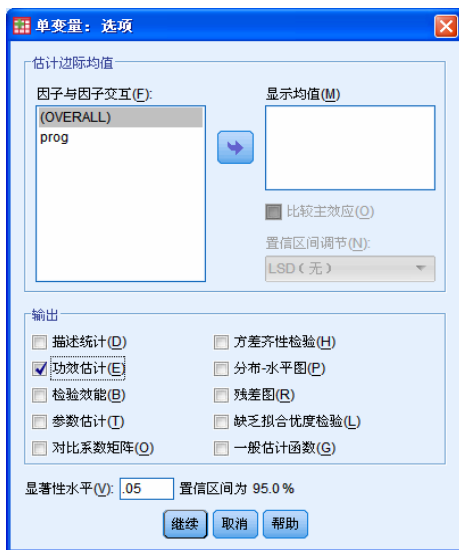 单变量：选项
估计边际均值
因子与因子交互(F):
(OVERALL)
prog
显示均值(M)
比较主效应(O)
置信区间调节(N):
LSD（无）
输出
描述统计(D)
方差齐性检验(H)
功效估计(E)
分布-水平图(P)
检验效能(B)
残差图(R)
参数估计(T)
缺乏拟合优度检验(L)
对比系数矩阵(O)
一般估计函数(G)
显著性水平(V): .05 置信区间为 95.0%
继续 取消 帮助